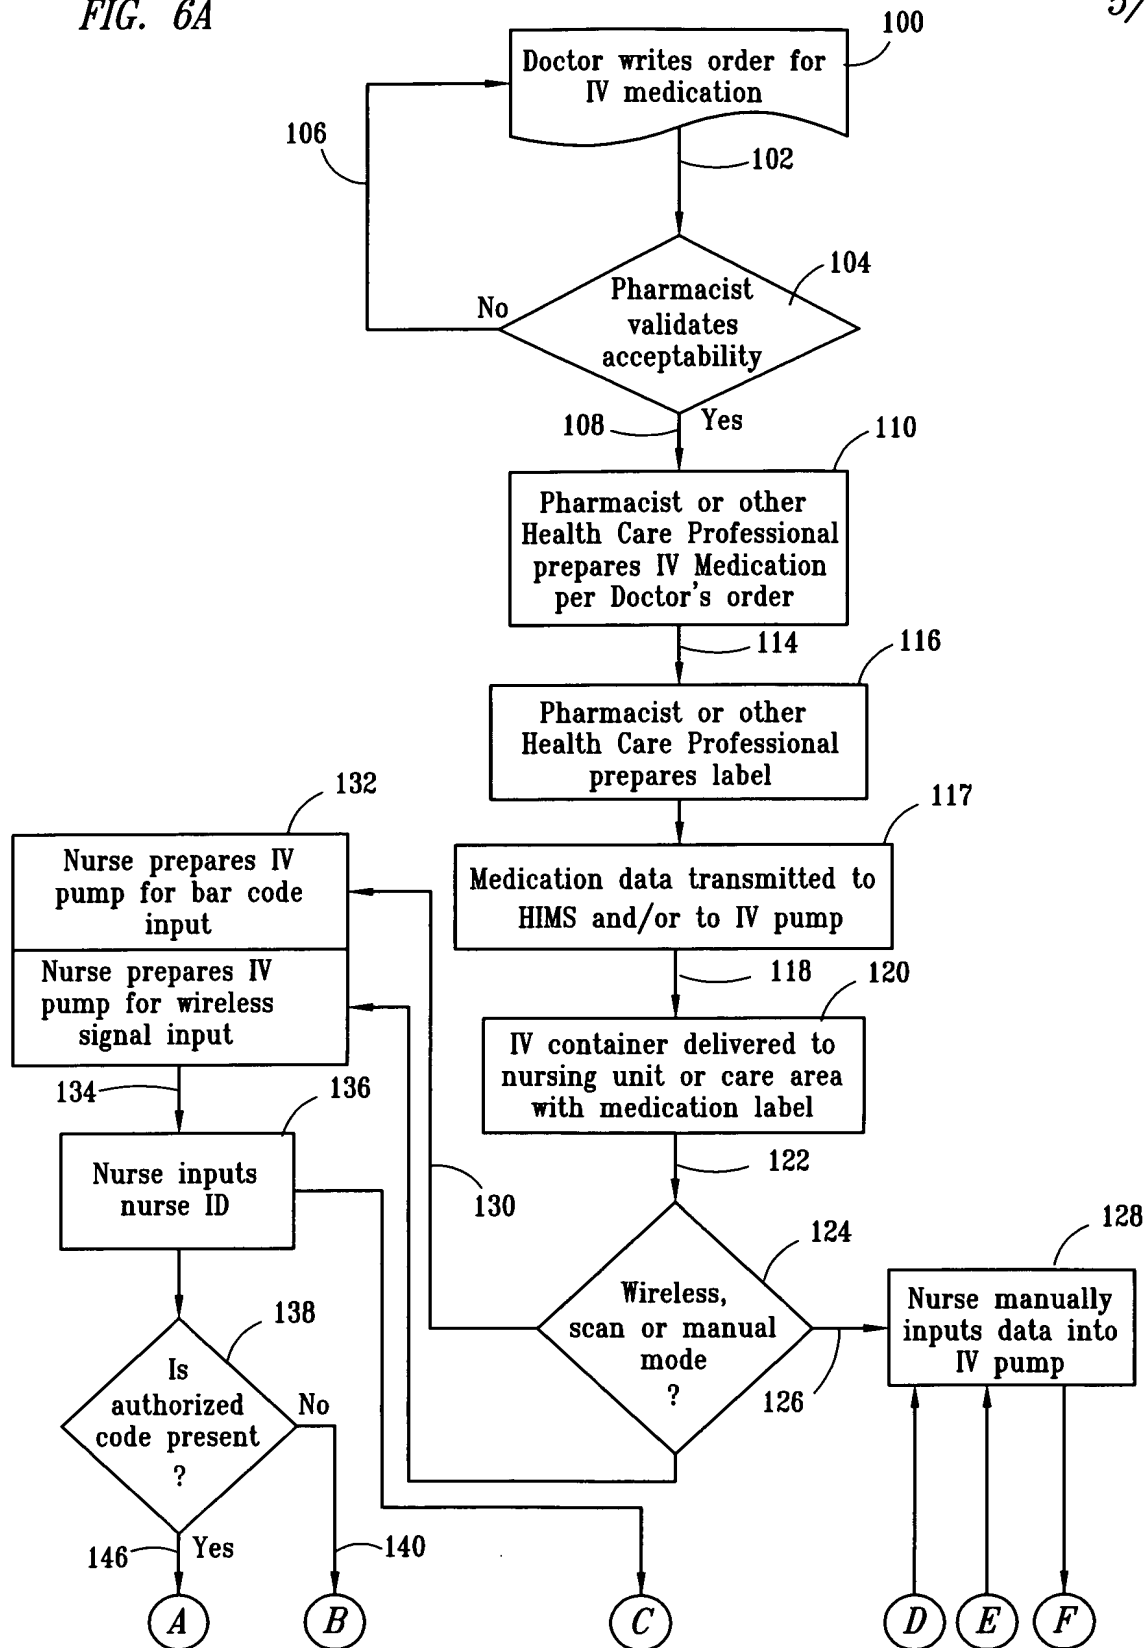 FIG. 6A
5/
100
Doctor writes order for
IV medication
106
102
104
Pharmacist
validates
acceptability
No
108
Yes
110
Pharmacist or other
Health Care Professional
prepares IV Medication
per Doctor's order
114
116
Pharmacist or other
Health Care Professional
prepares label
132
117
Nurse prepares IV
pump for bar code
input
Medication data transmitted to
HIMS and/or to IV pump
Nurse prepares IV
pump for wireless
signal input
118
120
IV container delivered to
nursing unit or care area
with medication label
134
136
122
Nurse inputs
nurse ID
130
124
128
Wireless,
scan or manual
mode
?
Nurse manually
inputs data into
IV pump
126
138
Is
authorized
code present
?
No
146
Yes
140
A
B
C
D
E
F